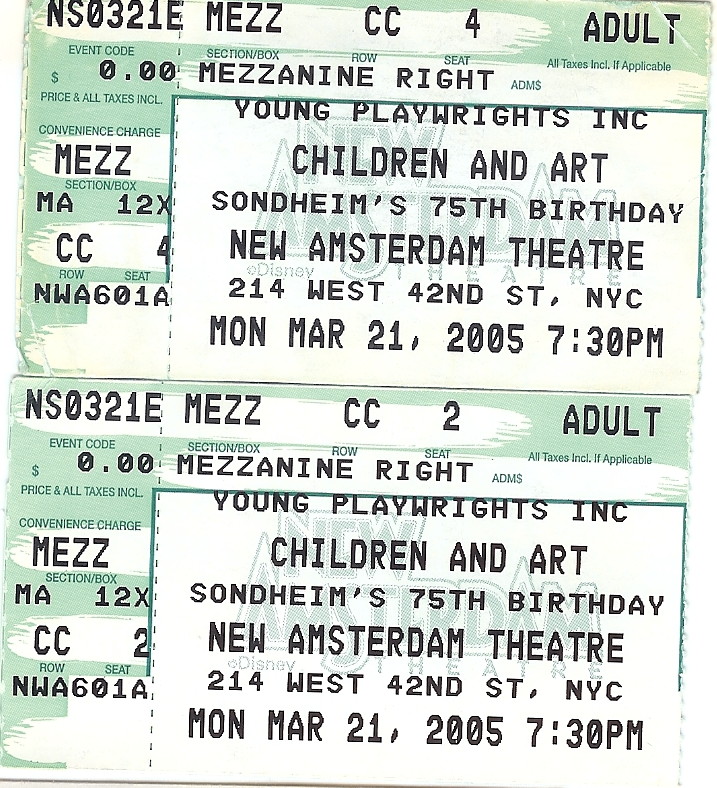 NS0321E MEZZ CC 4 ADULT
EVENT CODE SECTION/BOX ROW SEAT All Taxes Incl. If Applicable
$ 0.00 MEZZANINE RIGHT ADM$
PRICE & ALL TAXES INCL.
YOUNG PLAYWRIGHTS INC
CONVENIENCE CHARGE
MEZZ CHILDREN AND ART
SECTION/BOX
MA 12X SONDHEIM'S 75TH BIRTHDAY
CC 4 NEW AMSTERDAM THEATRE
ROW SEAT
©Disney
NEW AMSTERDAM THEATRE
NWA601A 214 WEST 42ND ST, NYC
MON MAR 21, 2005 7:30PM
NS0321E MEZZ CC 2 ADULT
EVENT CODE SECTION/BOX ROW SEAT All Taxes Incl. If Applicable
$ 0.00 MEZZANINE RIGHT ADM$
PRICE & ALL TAXES INCL.
YOUNG PLAYWRIGHTS INC
CONVENIENCE CHARGE
MEZZ CHILDREN AND ART
SECTION/BOX
MA 12X SONDHEIM'S 75TH BIRTHDAY
CC 2 NEW AMSTERDAM THEATRE
ROW SEAT
©Disney
NEW AMSTERDAM THEATRE
NWA601A 214 WEST 42ND ST, NYC
MON MAR 21, 2005 7:30PM